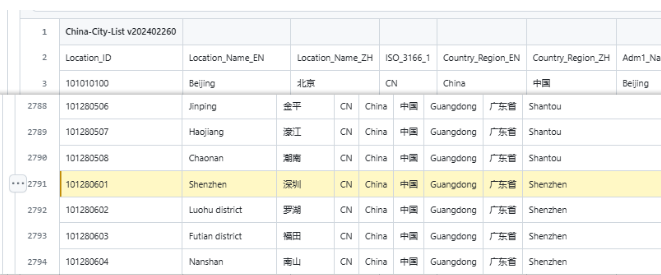 1 China-City-List v202402260
2 Location_ID Location_Name_EN Location_Name_ZH ISO_3166_1 Country_Region_EN Country_Region_ZH Adm1_Na
3 101010100 Beijing 北京 CN China 中国 Beijing
2788 101280506 Jinping 金平 CN China 中国 Guangdong 广东省 Shantou
2789 101280507 Haojiang 濠江 CN China 中国 Guangdong 广东省 Shantou
2790 101280508 Chaonan 潮南 CN China 中国 Guangdong 广东省 Shantou
2791 101280601 Shenzhen 深圳 CN China 中国 Guangdong 广东省 Shenzhen
2792 101280602 Luohu district 罗湖 CN China 中国 Guangdong 广东省 Shenzhen
2793 101280603 Futian district 福田 CN China 中国 Guangdong 广东省 Shenzhen
2794 101280604 Nanshan 南山 CN China 中国 Guangdong 广东省 Shenzhen